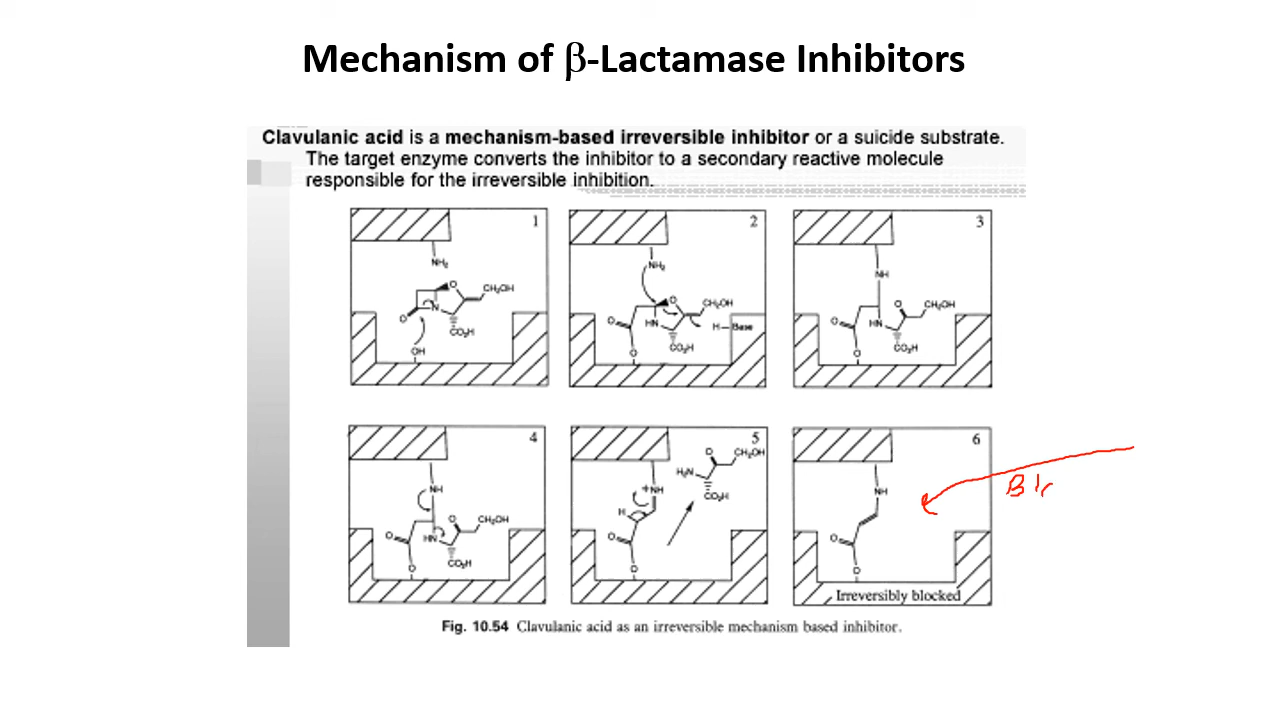 Mechanism of β-Lactamase Inhibitors
Clavulanic acid is a mechanism-based irreversible inhibitor or a suicide substrate.
The target enzyme converts the inhibitor to a secondary reactive molecule
responsible for the irreversible inhibition.
1
NH₂
O
CH₂OH
N
O
CO₂H
OH
2
NH₂
O
CH₂OH
O
HN
H—Base
CO₂H
O
3
NH
O
CH₂OH
O
HN
CO₂H
O
4
NH
O
CH₂OH
O
HN
CO₂H
O
5
O
CH₂OH
H₂N
+NH
CO₂H
H
O
O
6
NH
O
O
Irreversibly blocked
Fig. 10.54 Clavulanic acid as an irreversible mechanism based inhibitor.